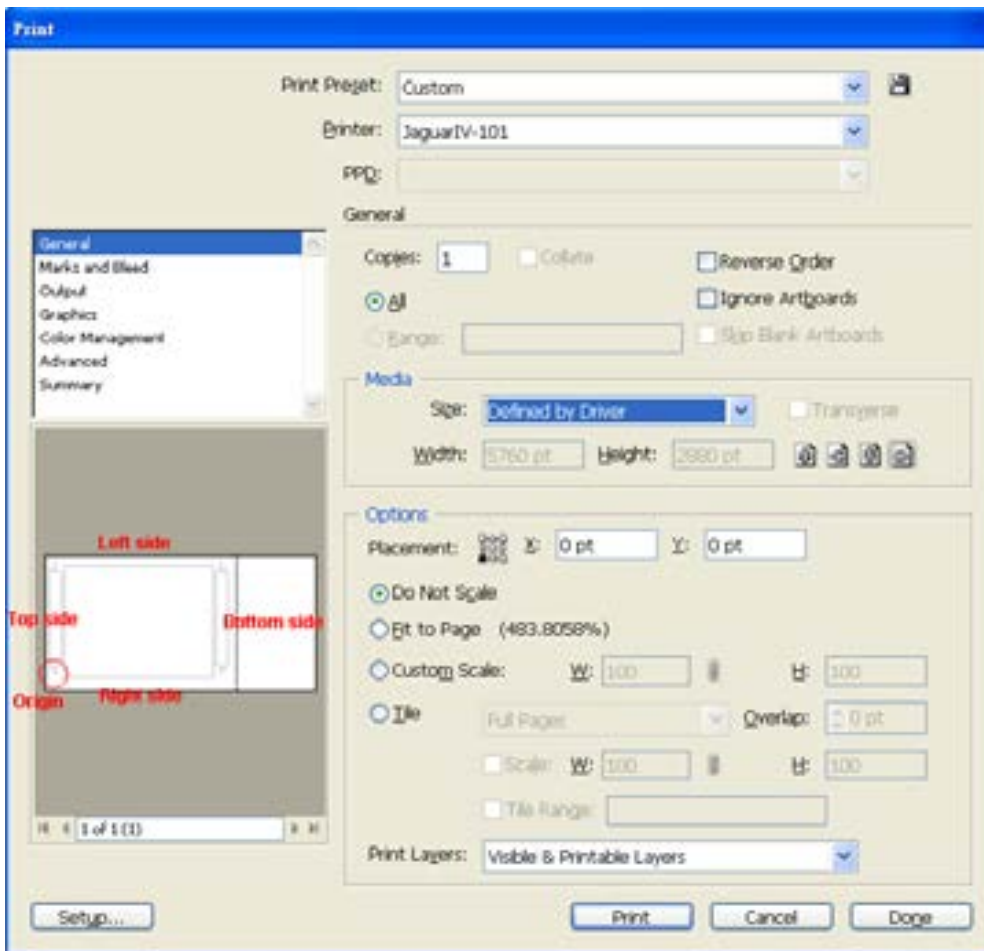 Print
Print Preset: Custom
Printer: JaguarIV-101
PPD:
General
General
Marks and Bleed
Output
Graphics
Color Management
Advanced
Summary
Copies: 1 Collate Reverse Order
All Ignore Artboards
Range: Skip Blank Artboards
Media
Size: Defined by Driver Transverse
Width: 5760 pt Height: 2880 pt
Left side
Top side
Bottom side
Origin
Right side
1 of 1 (1)
Options
Placement: X: 0 pt Y: 0 pt
Do Not Scale
Fit to Page (483.8058%)
Custom Scale: W: 100 H: 100
Tile Full Pages Overlap: 0 pt
Scale: W: 100 H: 100
Tile Range:
Print Layers: Visible & Printable Layers
Setup... Print Cancel Done